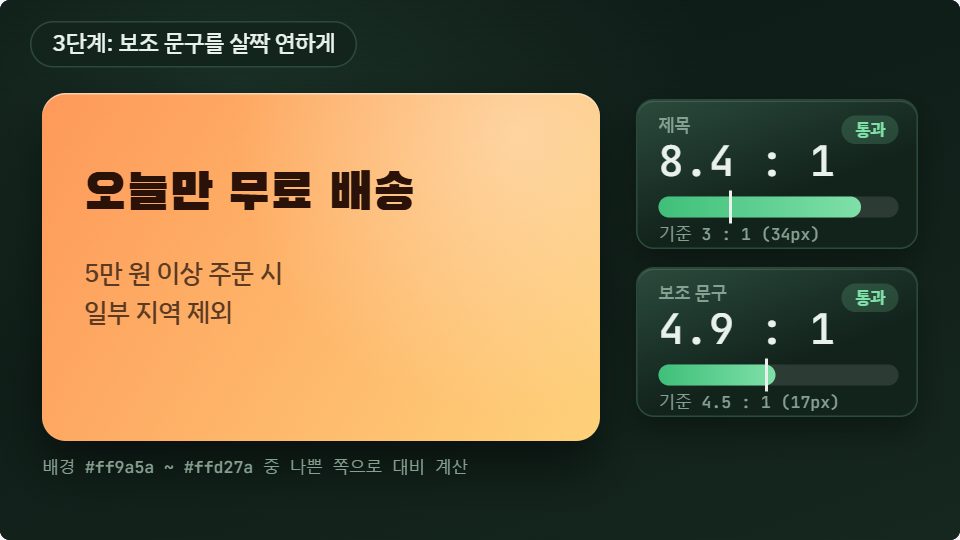 3단계: 보조 문구를 살짝 연하게
오늘만 무료 배송
5만 원 이상 주문 시
일부 지역 제외
배경 #ff9a5a ~ #ffd27a 중 나쁜 쪽으로 대비 계산
제목
통과
8.4 : 1
기준 3 : 1 (34px)
보조 문구
통과
4.9 : 1
기준 4.5 : 1 (17px)